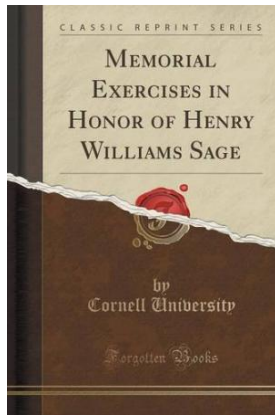 CLASSIC REPRINT SERIES
MEMORIAL
EXERCISES IN
HONOR OF HENRY
WILLIAMS SAGE
by
Cornell University
Forgotten Books